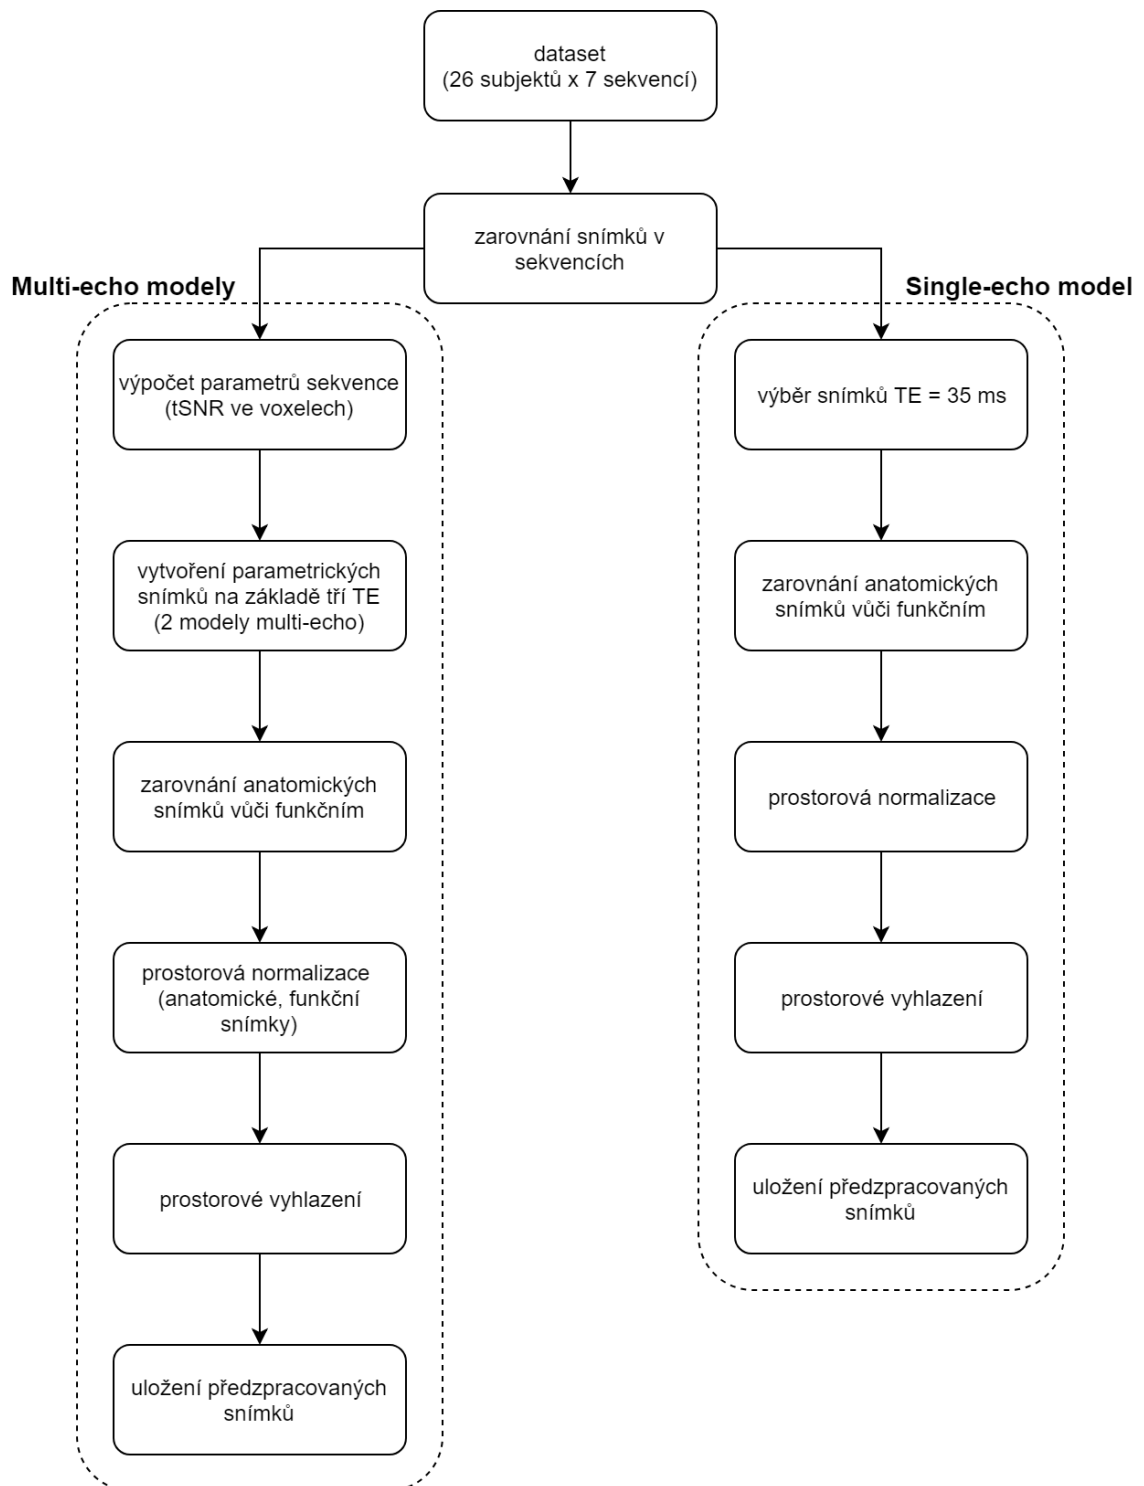 dataset
(26 subjektů x 7 sekvencí)
zarovnání snímků v
sekvencích
Multi-echo modely
výpočet parametrů sekvence
(tSNR ve voxelech)
vytvoření parametrických
snímků na základě tří TE
(2 modely multi-echo)
zarovnání anatomických
snímků vůči funkčním
prostorová normalizace
(anatomické, funkční
snímky)
prostorové vyhlazení
uložení předzpracovaných
snímků
Single-echo model
výběr snímků TE = 35 ms
zarovnání anatomických
snímků vůči funkčním
prostorová normalizace
prostorové vyhlazení
uložení předzpracovaných
snímků